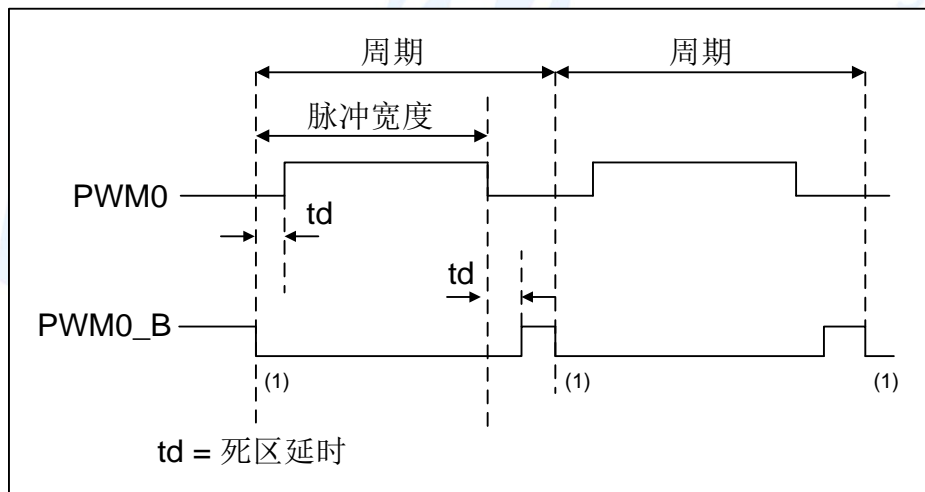 周期 周期
脉冲宽度
PWM0
td
td
PWM0_B
(1) (1) (1)
td = 死区延时